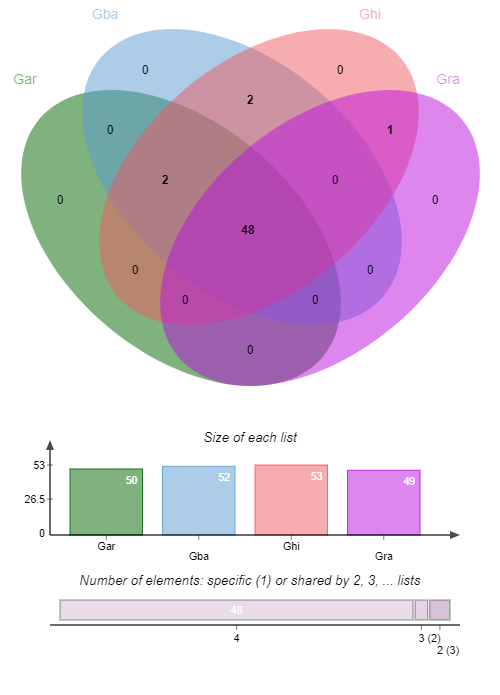 Gba
Ghi
Gar
Gra
0
0
2
0
1
2
0
0
48
0
0
0
0
0
0
Size of each list
53
26.5
0
50
52
53
49
Gar
Gba
Ghi
Gra
Number of elements: specific (1) or shared by 2, 3, ... lists
48
4
3 (2)
2 (3)